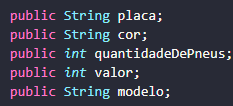 public String placa;
public String cor;
public int quantidadeDePneus;
public int valor;
public String modelo;